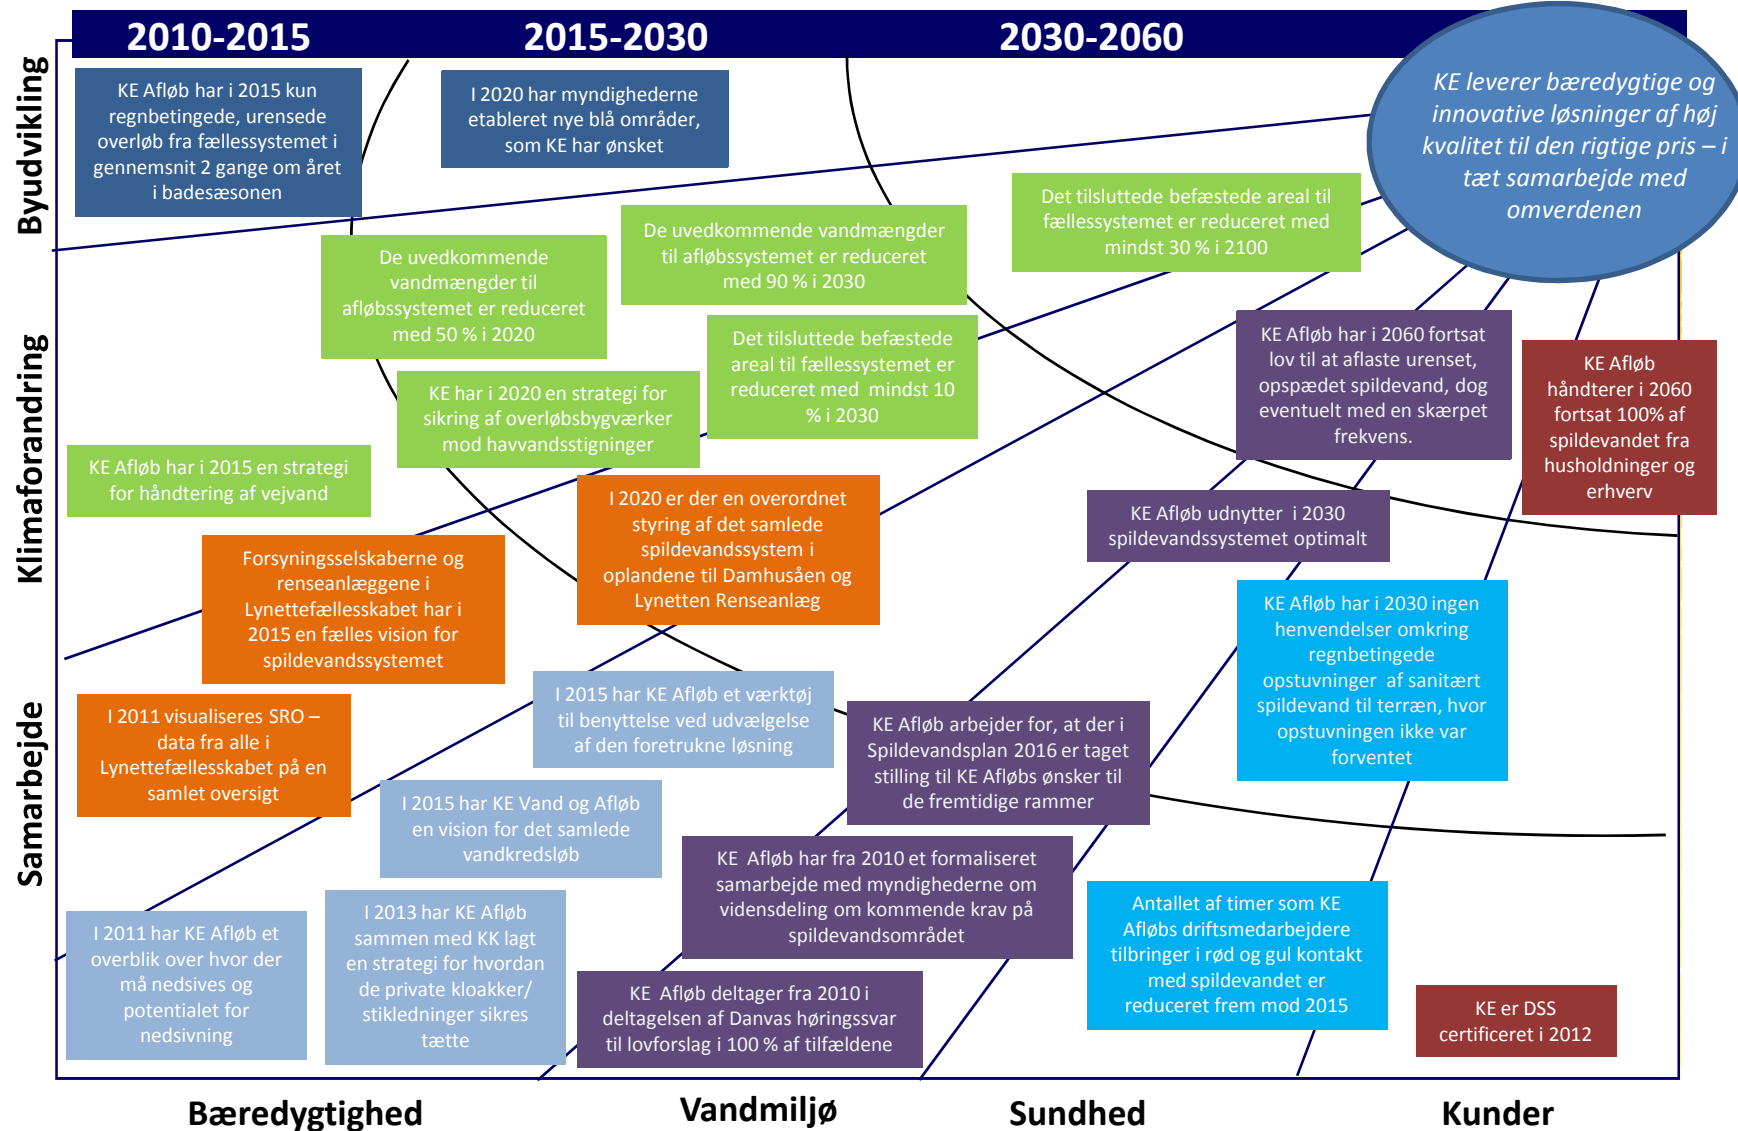 2010-2015
2015-2030
2030-2060
Byudvikling
Klimaforandring
Samarbejde
KE leverer bæredygtige og
innovative løsninger af høj
kvalitet til den rigtige pris – i
tæt samarbejde med
omverdenen
KE Afløb har i 2015 kun
regnbetingede, urensede
overløb fra fællessystemet i
gennemsnit 2 gange om året
i badesæsonen
I 2020 har myndighederne
etableret nye blå områder,
som KE har ønsket
De uvedkommende
vandmængder til
afløbssystemet er reduceret
med 50 % i 2020
De uvedkommende vandmængder
til afløbssystemet er reduceret
med 90 % i 2030
Det tilsluttede befæstede areal til
fællessystemet er reduceret med
mindst 30 % i 2100
KE har i 2020 en strategi for
sikring af overløbsbygværker
mod havvandsstigninger
Det tilsluttede befæstede
areal til fællessystemet er
reduceret med  mindst 10
% i 2030
KE Afløb har i 2060 fortsat
lov til at aflaste urenset,
opspædet spildevand, dog
eventuelt med en skærpet
frekvens.
KE Afløb
håndterer i 2060
fortsat 100% af
spildevandet fra
husholdninger og
erhverv
KE Afløb har i 2015 en strategi
for håndtering af vejvand
I 2020 er der en overordnet
styring af det samlede
spildevandssystem i
oplandene til Damhusåen og
Lynetten Renseanlæg
KE Afløb udnytter  i 2030
spildevandssystemet optimalt
Forsyningsselskaberne og
renseanlæggene i
Lynettefællesskabet har i
2015 en fælles vision for
spildevandssystemet
KE Afløb har i 2030 ingen
henvendelser omkring
regnbetingede
opstuvninger  af sanitært
spildevand til terræn, hvor
opstuvningen ikke var
forventet
I 2011 visualiseres SRO –
data fra alle i
Lynettefællesskabet på en
samlet oversigt
I 2015 har KE Afløb et værktøj
til benyttelse ved udvælgelse
af den foretrukne løsning
KE Afløb arbejder for, at der i
Spildevandsplan 2016 er taget
stilling til KE Afløbs ønsker til
de fremtidige rammer
I 2015 har KE Vand og Afløb
en vision for det samlede
vandkredsløb
KE  Afløb har fra 2010 et formaliseret
samarbejde med myndighederne om
vidensdeling om kommende krav på
spildevandsområdet
I 2011 har KE Afløb et
overblik over hvor der
må nedsives og
potentialet for
nedsivning
I 2013 har KE Afløb
sammen med KK lagt
en strategi for hvordan
de private kloakker/
stikledninger sikres
tætte
KE  Afløb deltager fra 2010 i
deltagelsen af Danvas høringssvar
til lovforslag i 100 % af tilfældene
Antallet af timer som KE
Afløbs driftsmedarbejdere
tilbringer i rød og gul kontakt
med spildevandet er
reduceret frem mod 2015
KE er DSS
certificeret i 2012
Bæredygtighed
Vandmiljø
Sundhed
Kunder